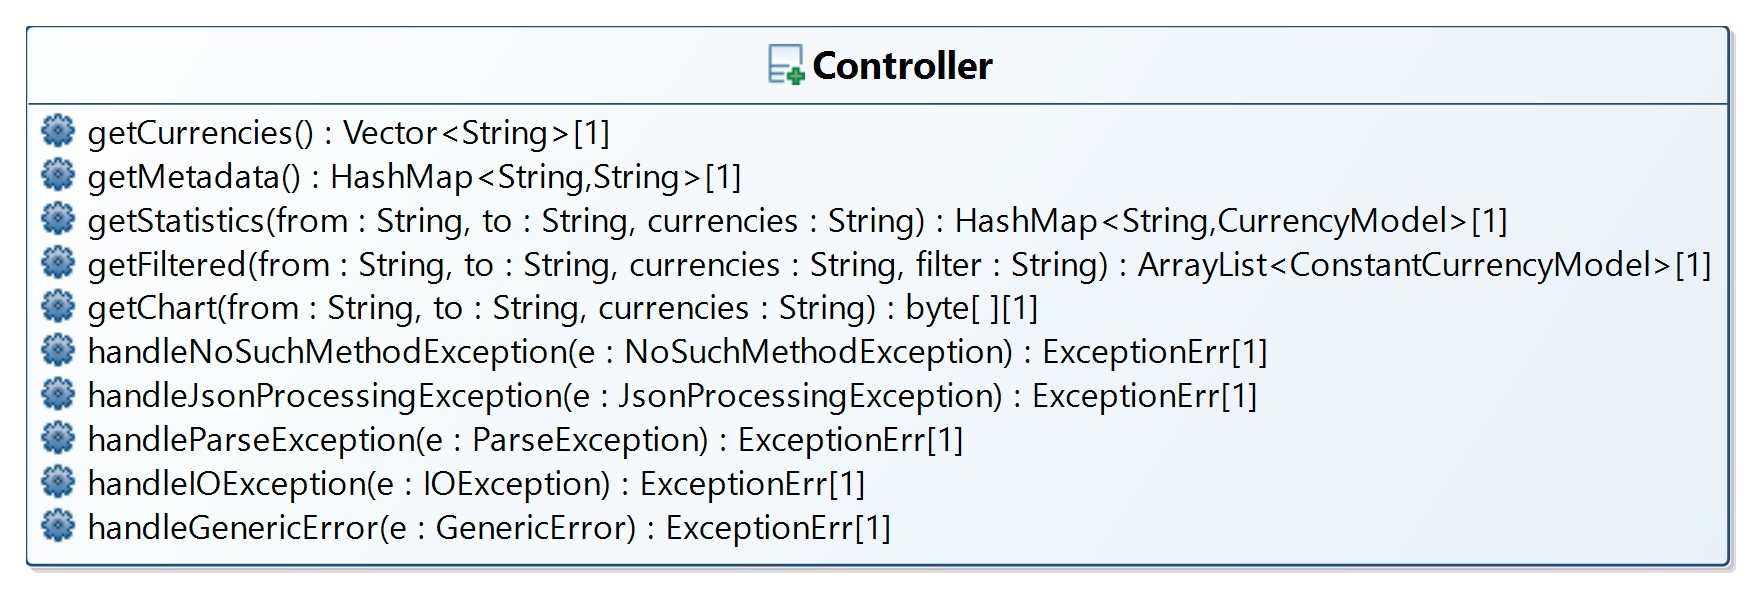 Controller
getCurrencies() : Vector<String>[1]
getMetadata() : HashMap<String,String>[1]
getStatistics(from : String, to : String, currencies : String) : HashMap<String,CurrencyModel>[1]
getFiltered(from : String, to : String, currencies : String, filter : String) : ArrayList<ConstantCurrencyModel>[1]
getChart(from : String, to : String, currencies : String) : byte[ ][1]
handleNoSuchMethodException(e : NoSuchMethodException) : ExceptionErr[1]
handleJsonProcessingException(e : JsonProcessingException) : ExceptionErr[1]
handleParseException(e : ParseException) : ExceptionErr[1]
handleIOException(e : IOException) : ExceptionErr[1]
handleGenericError(e : GenericError) : ExceptionErr[1]